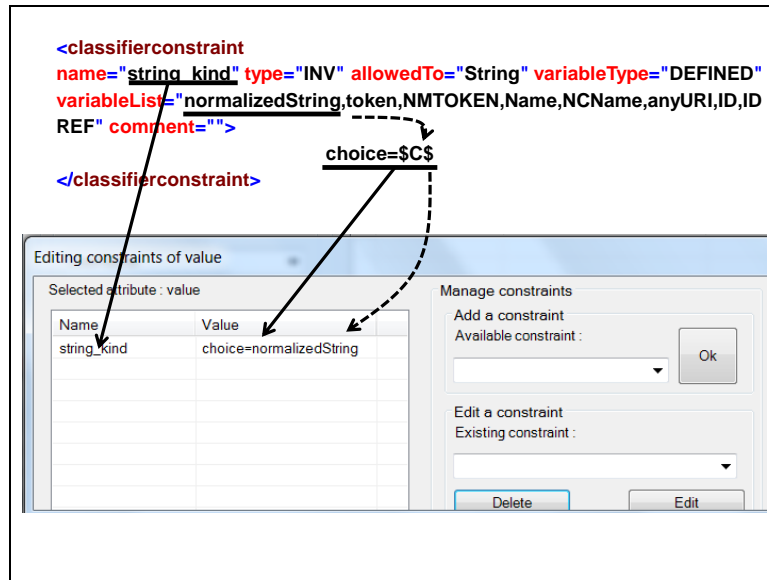 <classifierconstraint
name="string_kind" type="INV" allowedTo="String" variableType="DEFINED"
variableList="normalizedString,token,NMTOKEN,Name,NCName,anyURI,ID,ID
REF" comment="">
choice=$C$
</classifierconstraint>
Editing constraints of value
Selected attribute : value
Name Value
string_kind choice=normalizedString
Manage constraints
Add a constraint
Available constraint :
Ok
Edit a constraint
Existing constraint :
Delete Edit